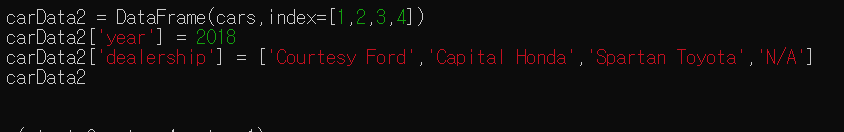 carData2 = DataFrame(cars,index=[1,2,3,4])
carData2['year'] = 2018
carData2['dealership'] = ['Courtesy Ford','Capital Honda','Spartan Toyota','N/A']
carData2